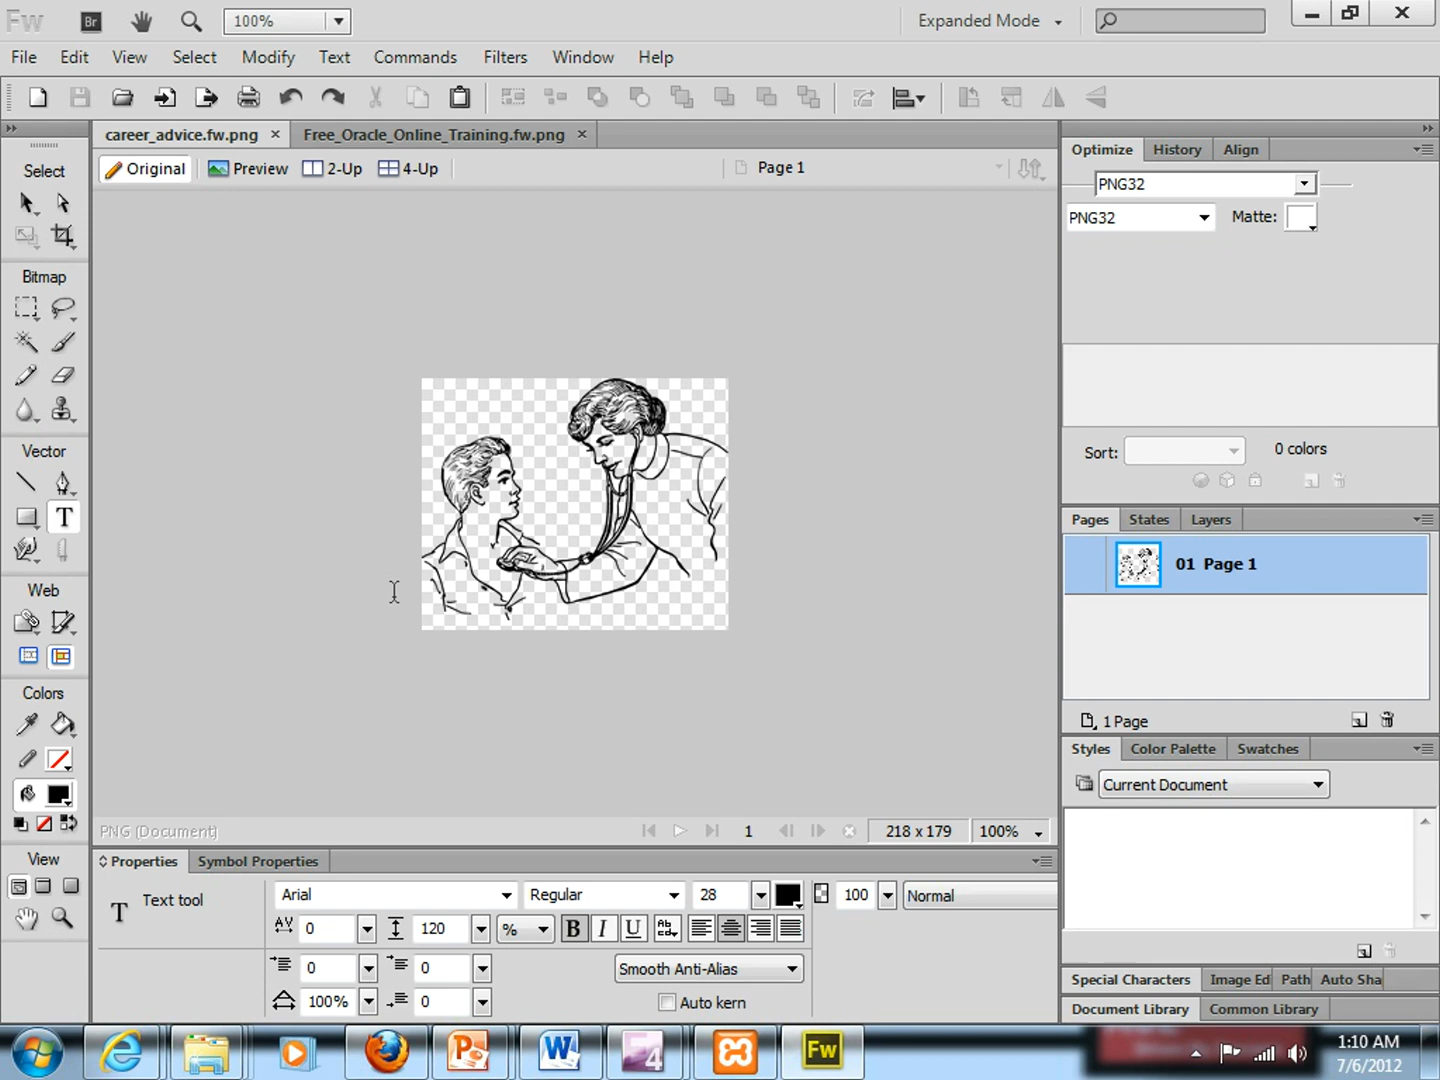 Fw Br 100% Expanded Mode
File Edit View Select Modify Text Commands Filters Window Help
career_advice.fw.png Free_Oracle_Online_Training.fw.png
Original Preview 2-Up 4-Up Page 1
Select
Bitmap
Vector
T
Web
Colors
View
PNG (Document) 1 218 x 179 100%
Properties Symbol Properties
T Text tool Arial Regular 28 100 Normal
AV 0 120 % B I U Ab cd
0 0 Smooth Anti-Alias
100% 0 Auto kern
Optimize History Align
PNG32
PNG32 Matte:
Sort: 0 colors
Pages States Layers
01 Page 1
1 Page
Styles Color Palette Swatches
Current Document
Special Characters Image Ed Path Auto Sha
Document Library Common Library
P W 4 Fw
1:10 AM
7/6/2012